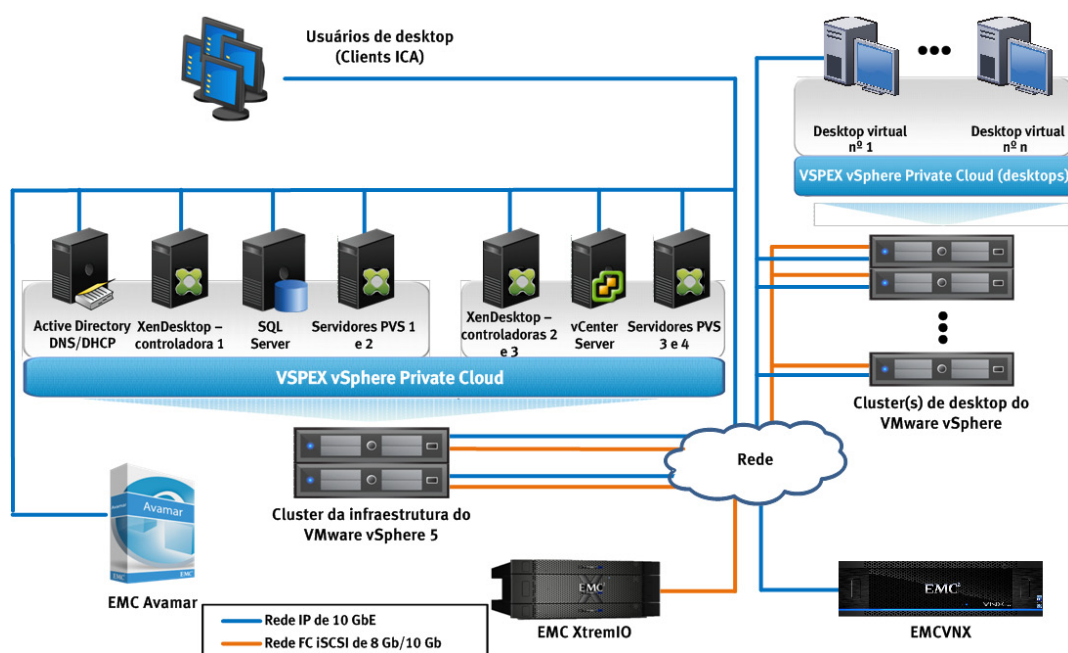 Usuários de desktop
(Clients ICA)
Desktop virtual
nº 1
Desktop virtual
nº n
VSPEX vSphere Private Cloud (desktops)
Active Directory
DNS/DHCP
XenDesktop –
controladora 1
SQL
Server
Servidores PVS 1
e 2
XenDesktop –
controladoras 2
e 3
vCenter
Server
Servidores PVS
3 e 4
VSPEX vSphere Private Cloud
Cluster(s) de desktop do
VMware vSphere
Rede
Cluster da infraestrutura do
VMware vSphere 5
Avamar
Avamar
EMC
EMC
EMC Avamar
EMC²
EMC XtremIO
EMC²
VNX
EMCVNX
Rede IP de 10 GbE
Rede FC iSCSI de 8 Gb/10 Gb